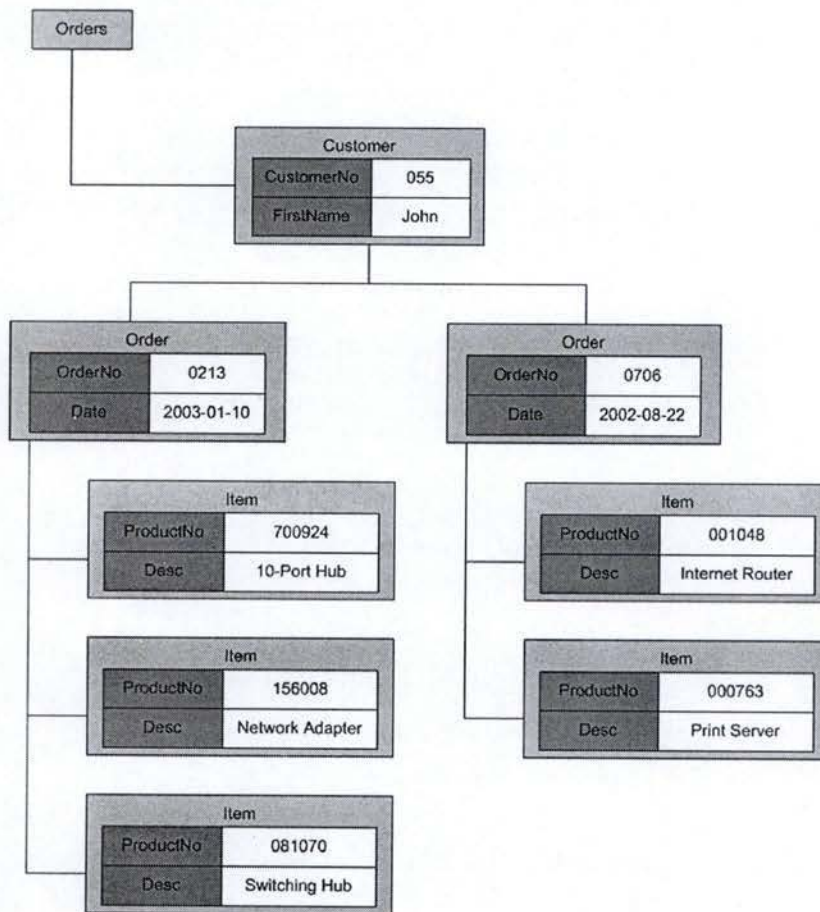 Orders
Customer
CustomerNo 055
FirstName John
Order
OrderNo 0213
Date 2003-01-10
Item
ProductNo 700924
Desc 10-Port Hub
Item
ProductNo 156008
Desc Network Adapter
Item
ProductNo 081070
Desc Switching Hub
Order
OrderNo 0706
Date 2002-08-22
Item
ProductNo 001048
Desc Internet Router
Item
ProductNo 000763
Desc Print Server